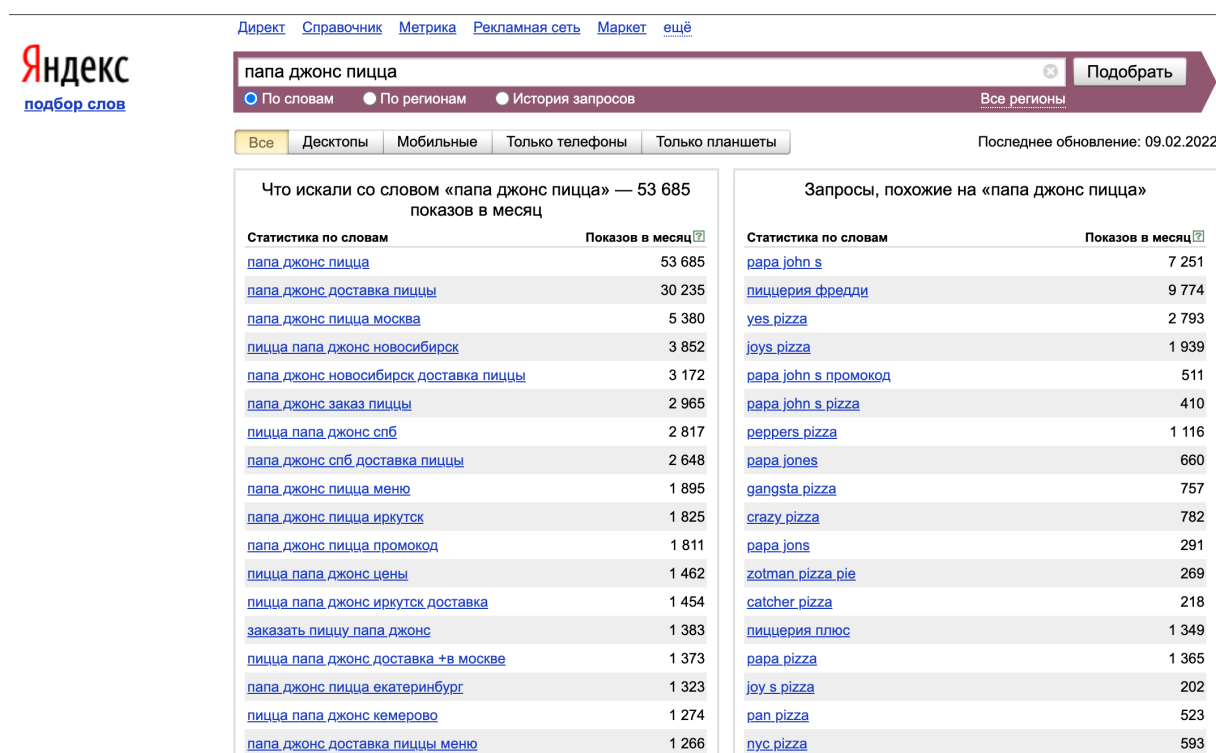 Директ Справочник Метрика Рекламная сеть Маркет ещё
Яндекс
подбор слов
папа джонс пицца Подобрать
По словам По регионам История запросов Все регионы
Все Десктопы Мобильные Только телефоны Только планшеты Последнее обновление: 09.02.2022
Что искали со словом «папа джонс пицца» — 53 685
показов в месяц
Статистика по словам Показов в месяц ?
папа джонс пицца 53 685
папа джонс доставка пиццы 30 235
папа джонс пицца москва 5 380
пицца папа джонс новосибирск 3 852
папа джонс новосибирск доставка пиццы 3 172
папа джонс заказ пиццы 2 965
пицца папа джонс спб 2 817
папа джонс спб доставка пиццы 2 648
папа джонс пицца меню 1 895
папа джонс пицца иркутск 1 825
папа джонс пицца промокод 1 811
пицца папа джонс цены 1 462
пицца папа джонс иркутск доставка 1 454
заказать пиццу папа джонс 1 383
пицца папа джонс доставка +в москве 1 373
папа джонс пицца екатеринбург 1 323
пицца папа джонс кемерово 1 274
папа джонс доставка пиццы меню 1 266
Запросы, похожие на «папа джонс пицца»
Статистика по словам Показов в месяц ?
papa john s 7 251
пиццерия фредди 9 774
yes pizza 2 793
joys pizza 1 939
papa john s промокод 511
papa john s pizza 410
peppers pizza 1 116
papa jones 660
gangsta pizza 757
crazy pizza 782
papa jons 291
zotman pizza pie 269
catcher pizza 218
пиццерия плюс 1 349
papa pizza 1 365
joy s pizza 202
pan pizza 523
nyc pizza 593